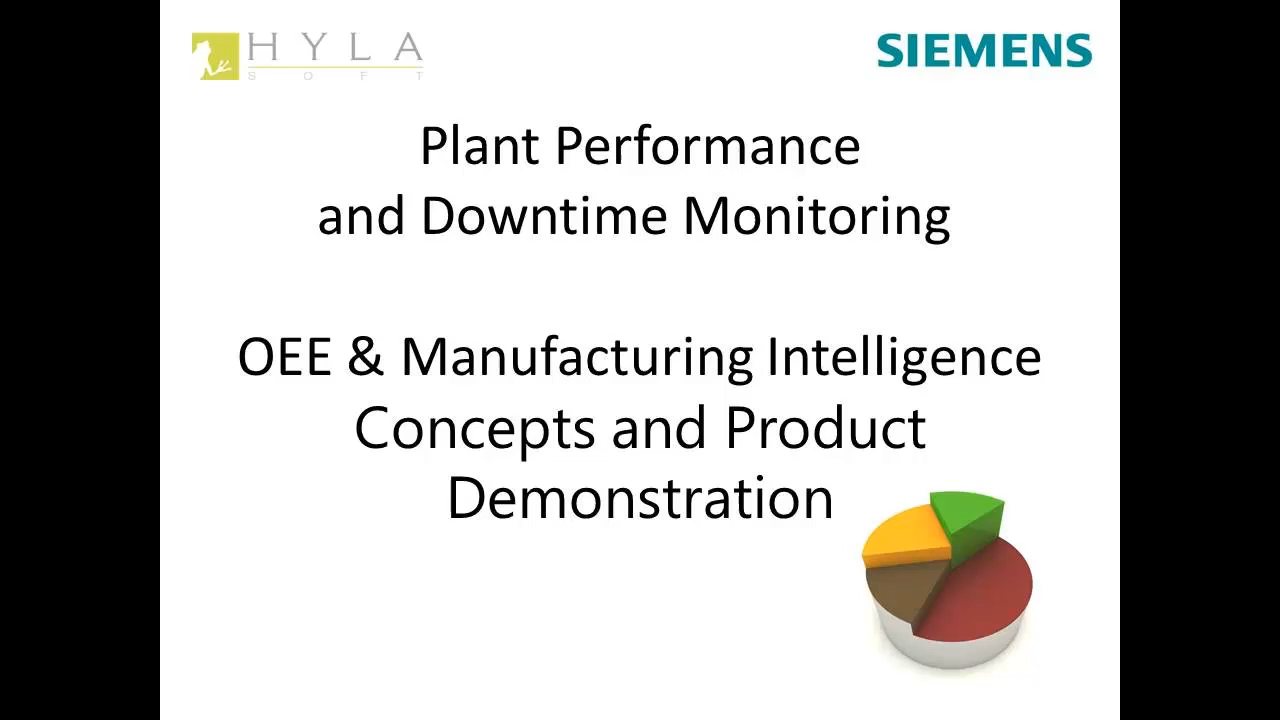 HYLA
SOFT
SIEMENS
Plant Performance
and Downtime Monitoring
OEE & Manufacturing Intelligence
Concepts and Product
Demonstration